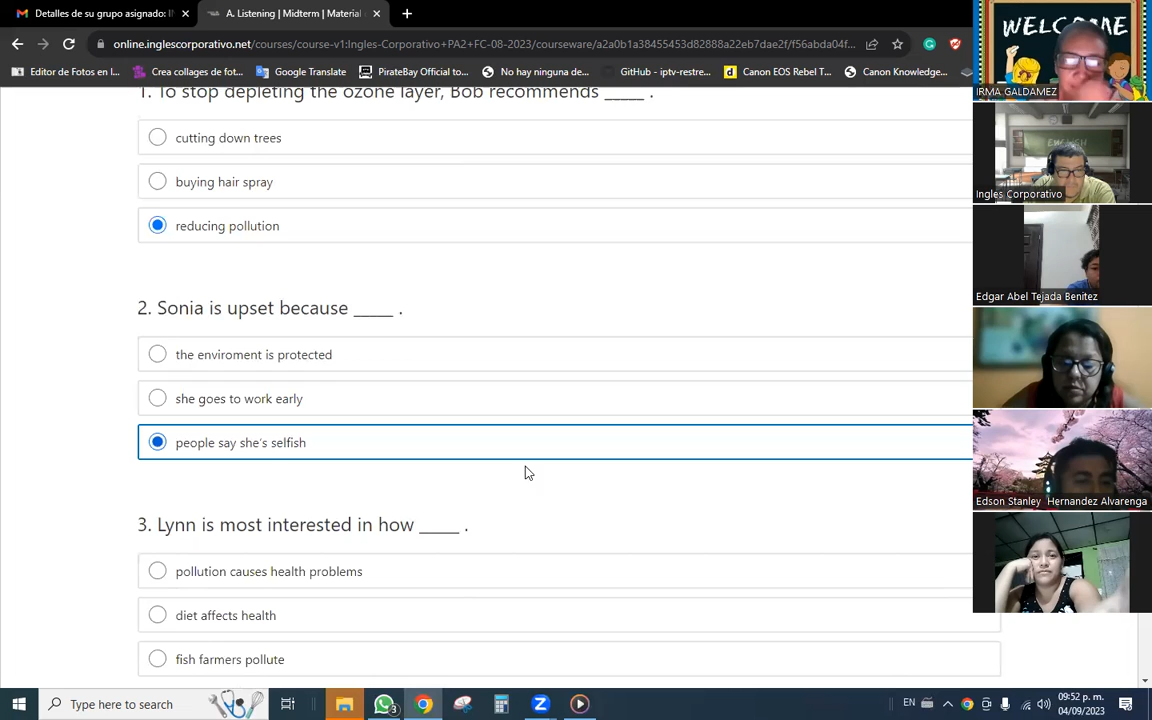 Detalles de su grupo asignado: I
A. Listening | Midterm | Material
online.inglescorporativo.net/courses/course-v1:Ingles-Corporativo+PA2+FC-08-2023/courseware/a2a0b1a38455453d82888a22eb7dae2f/f56abda04f...
Editor de Fotos en l...
Crea collages de fot...
Google Translate
PirateBay Official to...
No hay ninguna de...
GitHub - iptv-restre...
Canon EOS Rebel T...
Canon Knowledge...
1. To stop depleting the ozone layer, Bob recommends _____ .
cutting down trees
buying hair spray
reducing pollution
2. Sonia is upset because _____ .
the enviroment is protected
she goes to work early
people say she's selfish
3. Lynn is most interested in how _____ .
pollution causes health problems
diet affects health
fish farmers pollute
WELCOME
IRMA GALDAMEZ
ENGLISH
Ingles Corporativo
Edgar Abel Tejada Benitez
Edson Stanley Hernandez Alvarenga
Type here to search
3
EN
09:52 p. m.
04/09/2023